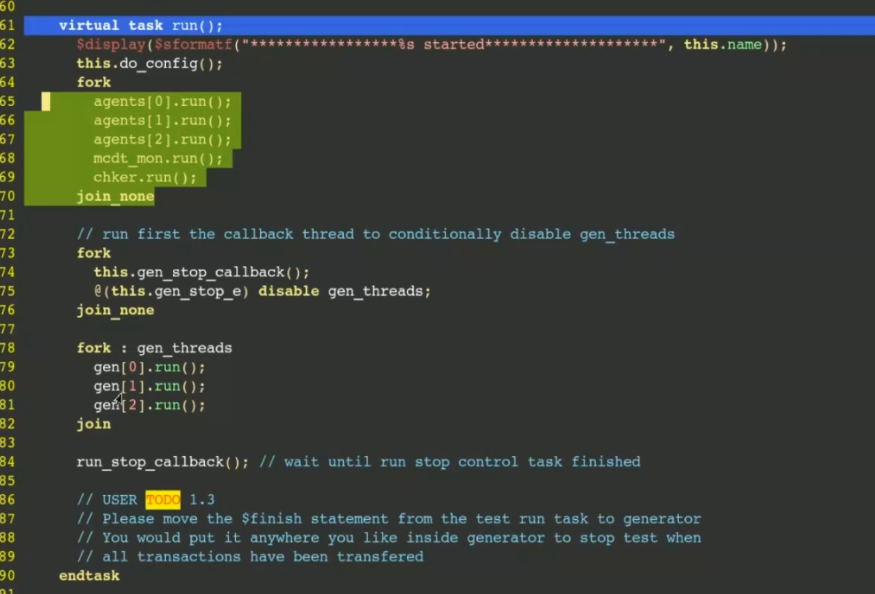 60
61 virtual task run();
62 $display($sformatf("*****************%s started********************", this.name));
63 this.do_config();
64 fork
65 agents[0].run();
66 agents[1].run();
67 agents[2].run();
68 mcdt_mon.run();
69 chker.run();
70 join_none
71
72 // run first the callback thread to conditionally disable gen_threads
73 fork
74 this.gen_stop_callback();
75 @(this.gen_stop_e) disable gen_threads;
76 join_none
77
78 fork : gen_threads
79 gen[0].run();
80 gen[1].run();
81 gen[2].run();
82 join
83
84 run_stop_callback(); // wait until run stop control task finished
85
86 // USER TODO 1.3
87 // Please move the $finish statement from the test run task to generator
88 // You would put it anywhere you like inside generator to stop test when
89 // all transactions have been transfered
90 endtask
91